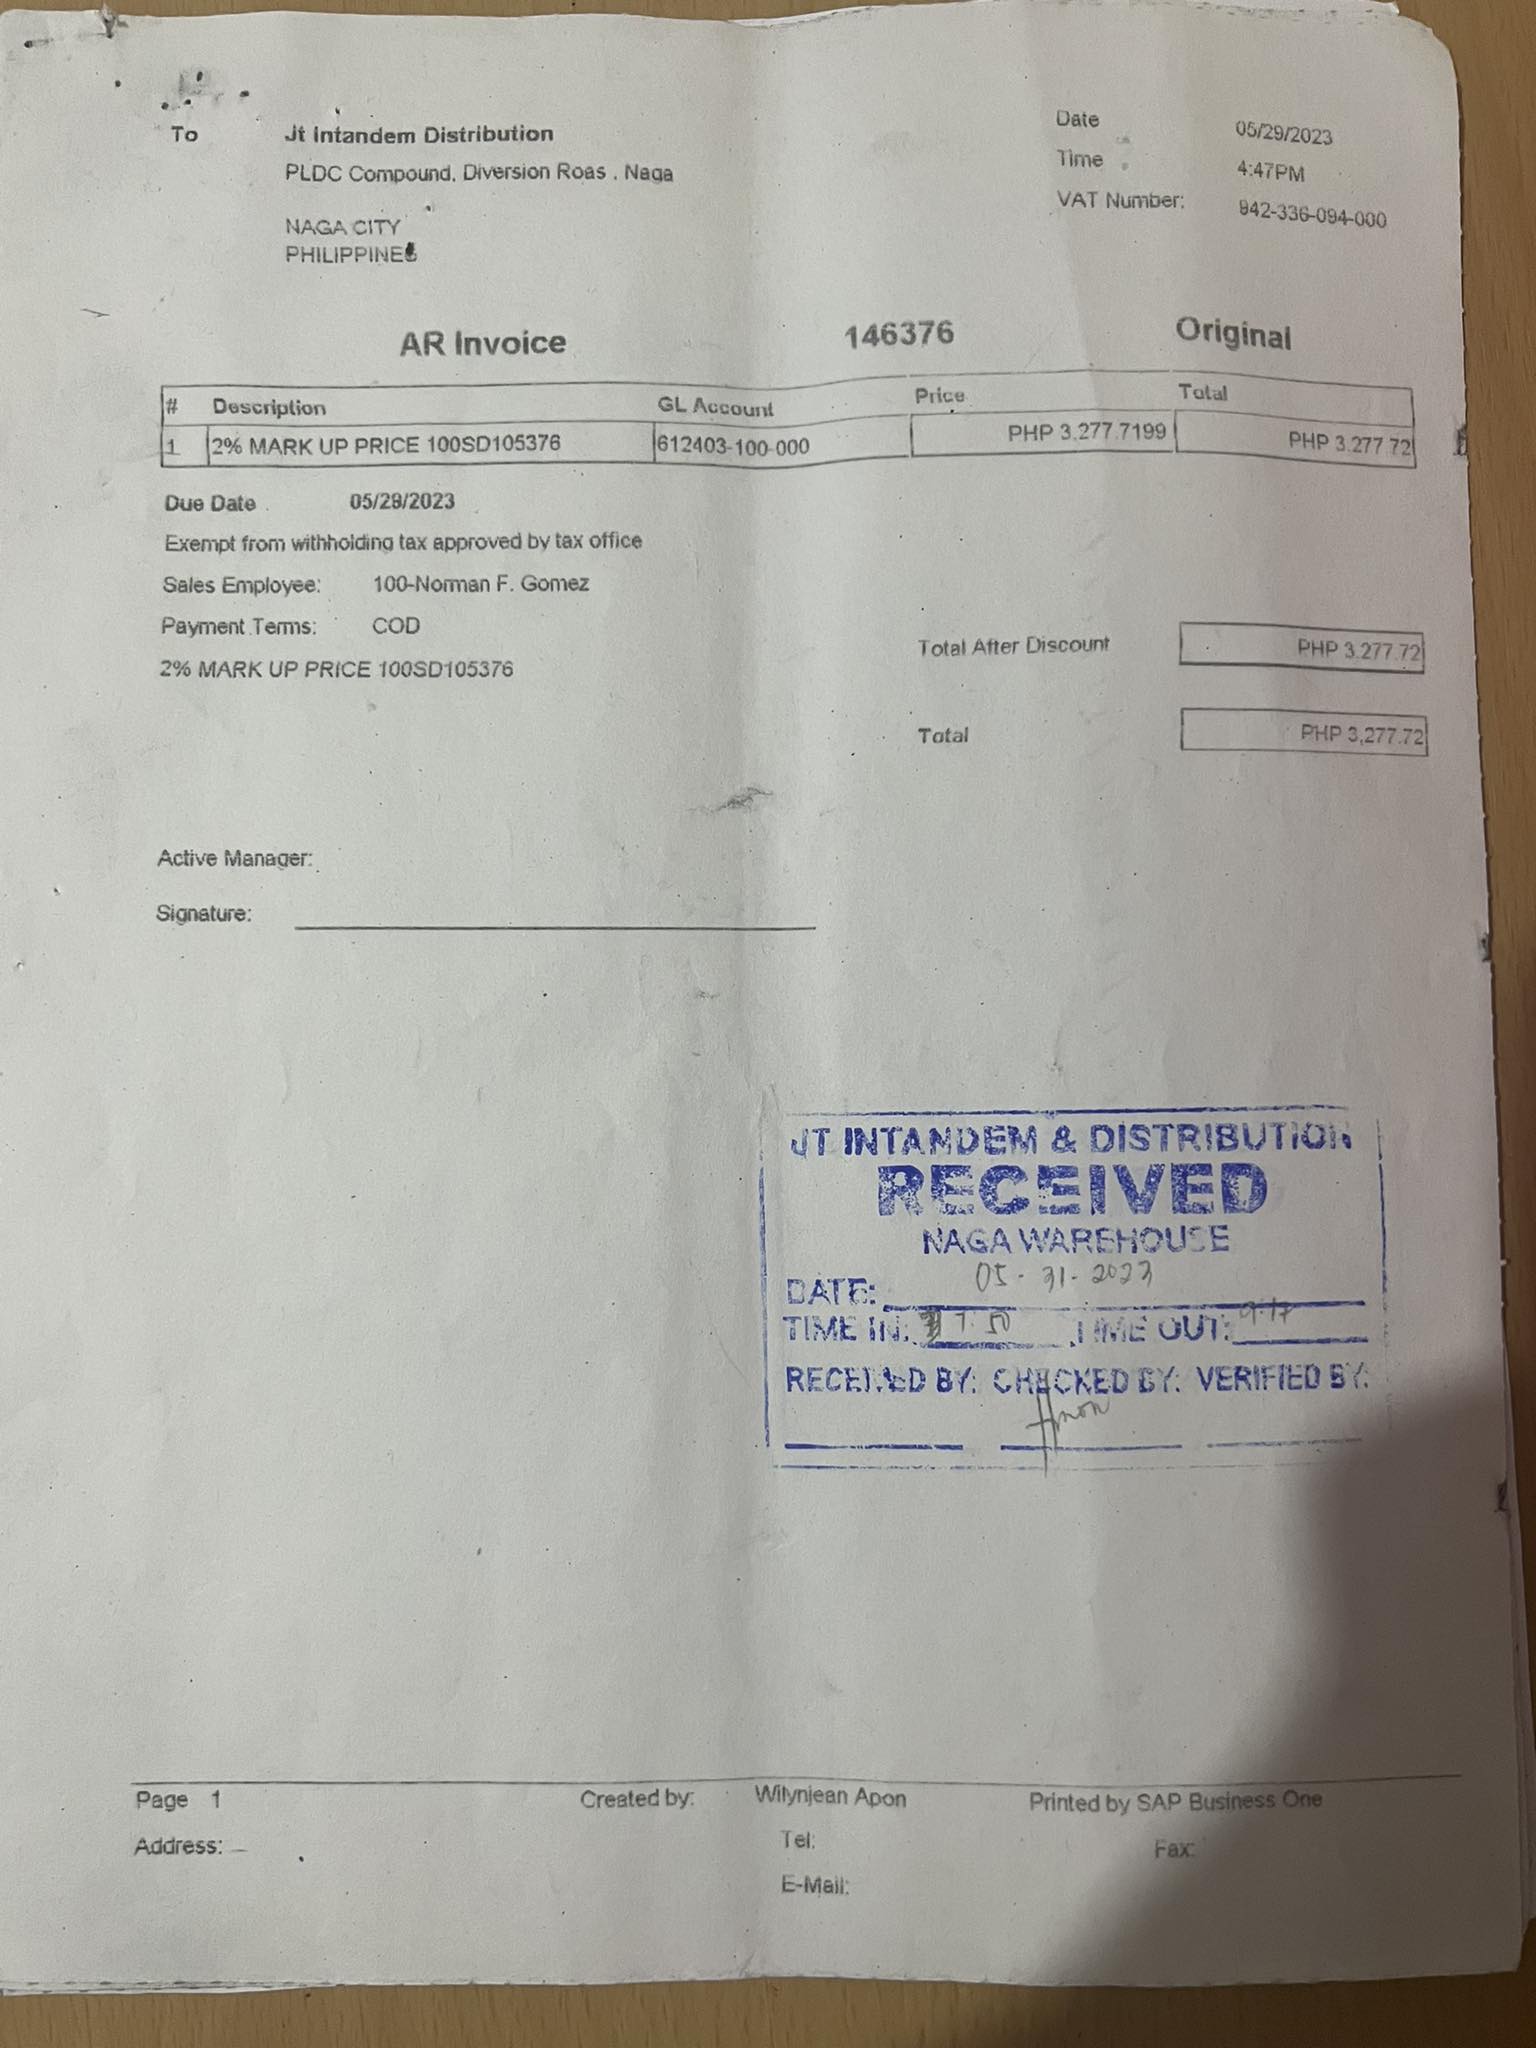 To Jt Intandem Distribution
PLDC Compound, Diversion Roas , Naga
NAGA CITY
PHILIPPINES
Date 05/29/2023
Time 4:47PM
VAT Number: 942-336-094-000
AR Invoice 146376 Original
# Description GL Account Price Total
1 2% MARK UP PRICE 100SD105376 612403-100-000 PHP 3,277.7199 PHP 3,277.72
Due Date 05/29/2023
Exempt from withholding tax approved by tax office
Sales Employee: 100-Norman F. Gomez
Payment Terms: COD
2% MARK UP PRICE 100SD105376
Total After Discount PHP 3,277.72
Total PHP 3,277.72
Active Manager:
Signature:
JT INTANDEM & DISTRIBUTION
RECEIVED
NAGA WAREHOUSE
DATE: 05-31-2023
TIME IN: 7:50 TIME OUT: 9:17
RECEIVED BY: CHECKED BY: VERIFIED BY:
Page 1 Created by: Wilynjean Apon Printed by SAP Business One
Address: Tel: Fax:
E-Mail: